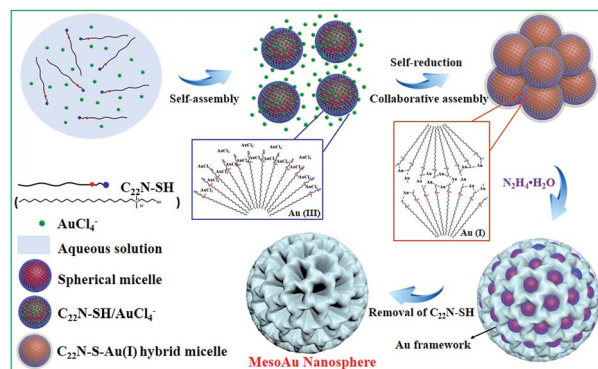 Self-assembly
Self-reduction
Collaborative assembly
C₂₂N-SH
AuCl₄⁻
Aqueous solution
Spherical micelle
C₂₂N-SH/AuCl₄⁻
C₂₂N-S-Au(I) hybrid micelle
Au (III)
Au (I)
N₂H₄•H₂O
Removal of C₂₂N-SH
Au framework
MesoAu Nanosphere